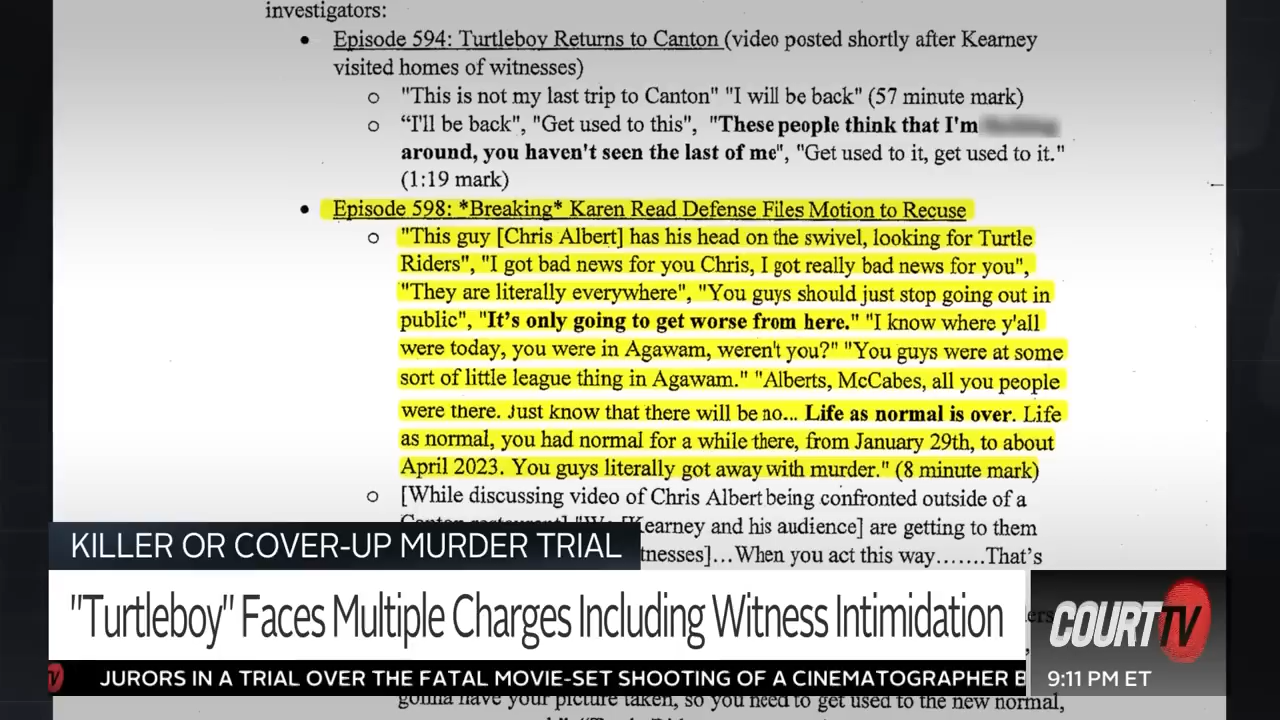 investigators:
• Episode 594: Turtleboy Returns to Canton (video posted shortly after Kearney
visited homes of witnesses)
o "This is not my last trip to Canton" "I will be back" (57 minute mark)
o “I'll be back", "Get used to this", "These people think that I'm
around, you haven't seen the last of me", "Get used to it, get used to it."
(1:19 mark)
• Episode 598: *Breaking* Karen Read Defense Files Motion to Recuse
o "This guy [Chris Albert] has his head on the swivel, looking for Turtle
Riders", "I got bad news for you Chris, I got really bad news for you",
"They are literally everywhere", "You guys should just stop going out in
public", "It’s only going to get worse from here." "I know where y'all
were today, you were in Agawam, weren't you?" "You guys were at some
sort of little league thing in Agawam." "Alberts, McCabes, all you people
were there. Just know that there will be no... Life as normal is over. Life
as normal, you had normal for a while there, from January 29th, to about
April 2023. You guys literally got away with murder." (8 minute mark)
o [While discussing video of Chris Albert being confronted outside of a
Kearney and his audience] are getting to them
tnesses]…When you act this way…….That’s
KILLER OR COVER-UP MURDER TRIAL
"Turtleboy" Faces Multiple Charges Including Witness Intimidation
COURT TV
JURORS IN A TRIAL OVER THE FATAL MOVIE-SET SHOOTING OF A CINEMATOGRAPHER B
9:11 PM ET
gonna have your picture taken, so you need to get used to the new normal,